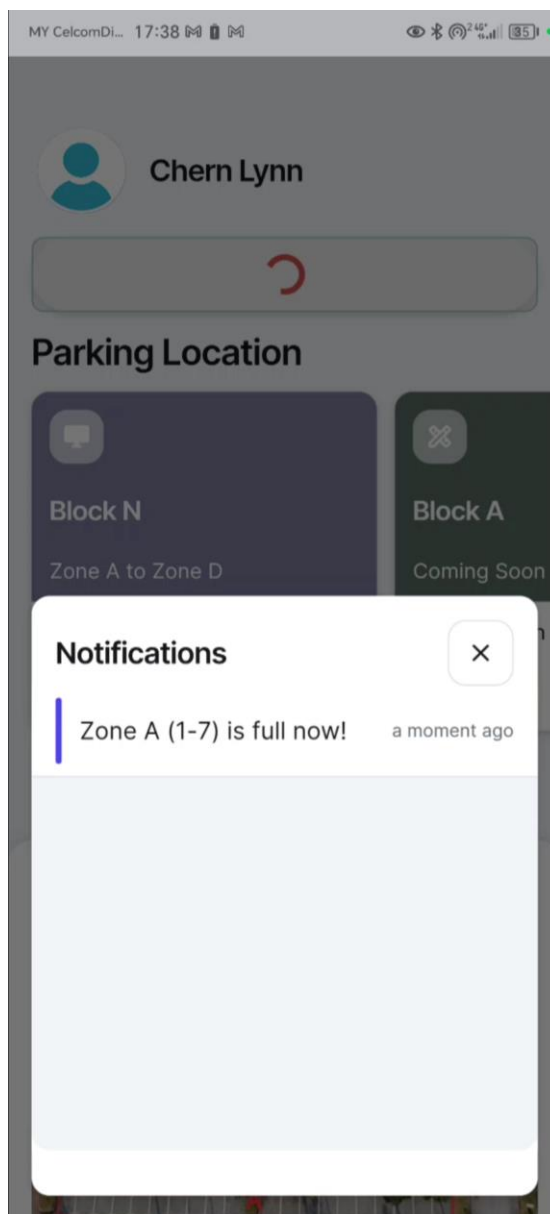 MY CelcomDi... 17:38
35
Chern Lynn
Parking Location
Block N
Block A
Zone A to Zone D
Coming Soon
Notifications
Zone A (1-7) is full now!
a moment ago